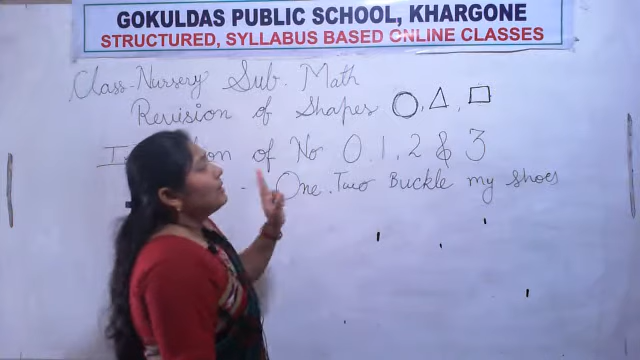 GOKULDAS PUBLIC SCHOOL, KHARGONE
STRUCTURED, SYLLABUS BASED ONLINE CLASSES
Class-Nursery Sub. Math
Revision of Shapes
of No 0, 1, 2 & 3
- One. Two Buckle my shoes